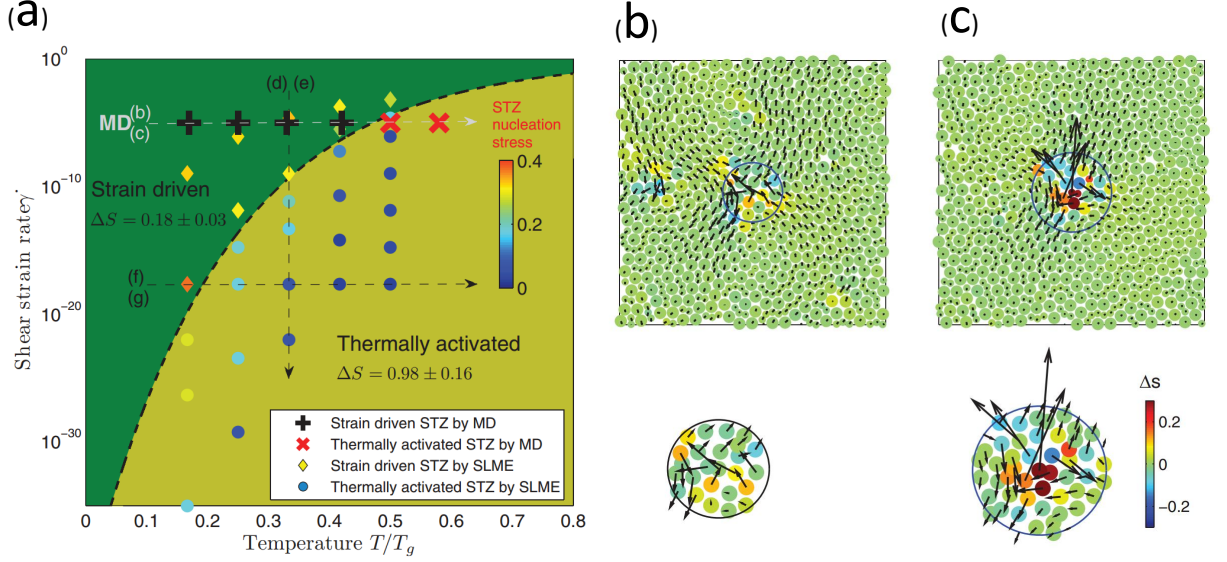 (a)
(b)
(c)
Shear strain rate γ̇
10⁰
10⁻¹⁰
10⁻²⁰
10⁻³⁰
(d) (e)
MD (b)
(c)
STZ
nucleation
stress
0.4
0.2
0
Strain driven
ΔS = 0.18 ± 0.03
(f)
(g)
Thermally activated
ΔS = 0.98 ± 0.16
Strain driven STZ by MD
Thermally activated STZ by MD
Strain driven STZ by SLME
Thermally activated STZ by SLME
0 0.1 0.2 0.3 0.4 0.5 0.6 0.7 0.8
Temperature T/T_g
Δs
0.2
0
−0.2